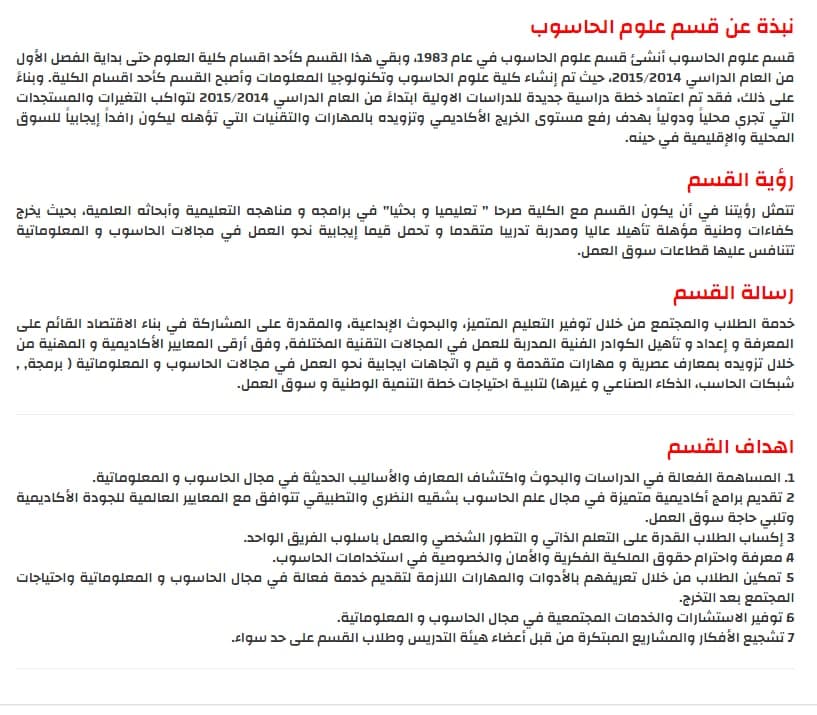 نبذة عن قسم علوم الحاسوب
قسم علوم الحاسوب أنشئ قسم علوم الحاسوب في عام 1983، وبقي هذا القسم كأحد اقسام كلية العلوم حتى بداية الفصل الأول
من العام الدراسي 2015/2014، حيث تم إنشاء كلية علوم الحاسوب وتكنولوجيا المعلومات وأصبح القسم كأحد اقسام الكلية. وبناءً
على ذلك، فقد تم اعتماد خطة دراسية جديدة للدراسات الاولية ابتداءً من العام الدراسي 2015/2014 لتواكب التغيرات والمستجدات
التي تجري محلياً ودولياً بهدف رفع مستوى الخريج الأكاديمي وتزويده بالمهارات والتقنيات التي تؤهله ليكون رافداً إيجابياً للسوق
المحلية والإقليمية في حينه.
رؤية القسم
تتمثل رؤيتنا في أن يكون القسم مع الكلية صرحا " تعليميا و بحثيا" في برامجه و مناهجه التعليمية وأبحاثه العلمية، بحيث يخرج
كفاءات وطنية مؤهلة تأهيلا عاليا ومدربة تدريبا متقدما و تحمل قيما إيجابية نحو العمل في مجالات الحاسوب و المعلوماتية
تتنافس عليها قطاعات سوق العمل.
رسالة القسم
خدمة الطلاب والمجتمع من خلال توفير التعليم المتميز، والبحوث الإبداعية، والمقدرة على المشاركة في بناء الاقتصاد القائم على
المعرفة و إعداد و تأهيل الكوادر الفنية المدربة للعمل في المجالات التقنية المختلفة, وفق أرقى المعايير الأكاديمية و المهنية من
خلال تزويده بمعارف عصرية و مهارات متقدمة و قيم و اتجاهات ايجابية نحو العمل في مجالات الحاسوب و المعلوماتية ( برمجة, ,
شبكات الحاسب، الذكاء الصناعي و غيرها) لتلبيـة احتياجات خطة التنمية الوطنية و سوق العمل.
اهداف القسم
1. المساهمة الفعالة في الدراسات والبحوث واكتشاف المعارف والأساليب الحديثة في مجال الحاسوب و المعلوماتية.
2 تقديم برامج أكاديمية متميزة في مجال علم الحاسوب بشقيه النظري والتطبيقي تتوافق مع المعايير العالمية للجودة الأكاديمية
وتلبي حاجة سوق العمل.
3 إكساب الطلاب القدرة على التعلم الذاتي و التطور الشخصي والعمل باسلوب الفريق الواحد.
4 معرفة واحترام حقوق الملكية الفكرية والأمان والخصوصية في استخدامات الحاسوب.
5 تمكين الطلاب من خلال تعريفهم بالأدوات والمهارات اللازمة لتقديم خدمة فعالة في مجال الحاسوب و المعلوماتية واحتياجات
المجتمع بعد التخرج.
6 توفير الاستشارات والخدمات المجتمعية في مجال الحاسوب و المعلوماتية.
7 تشجيع الأفكار والمشاريع المبتكرة من قبل أعضاء هيئة التدريس وطلاب القسم على حد سواء.